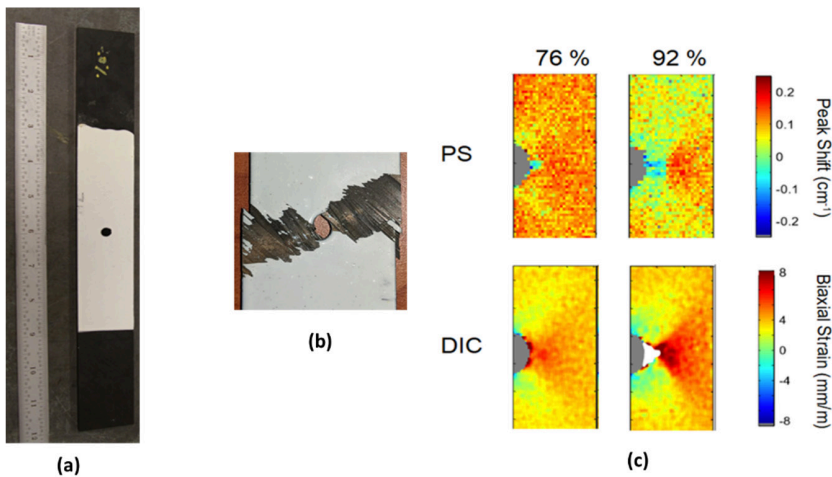 76 %
92 %
PS
0.2
0.1
0
-0.1
-0.2
Peak Shift (cm⁻¹)
DIC
8
4
0
-4
-8
Biaxial Strain (mm/m)
(a)
(b)
(c)